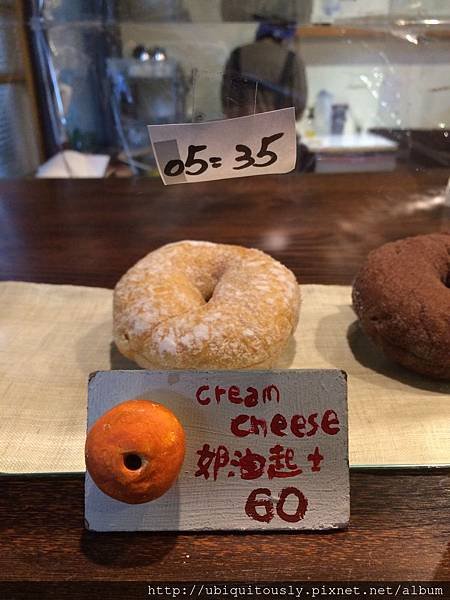 05=35
cream
cheese
奶油起士
60
http://ubiquitously.pixnet.net/album